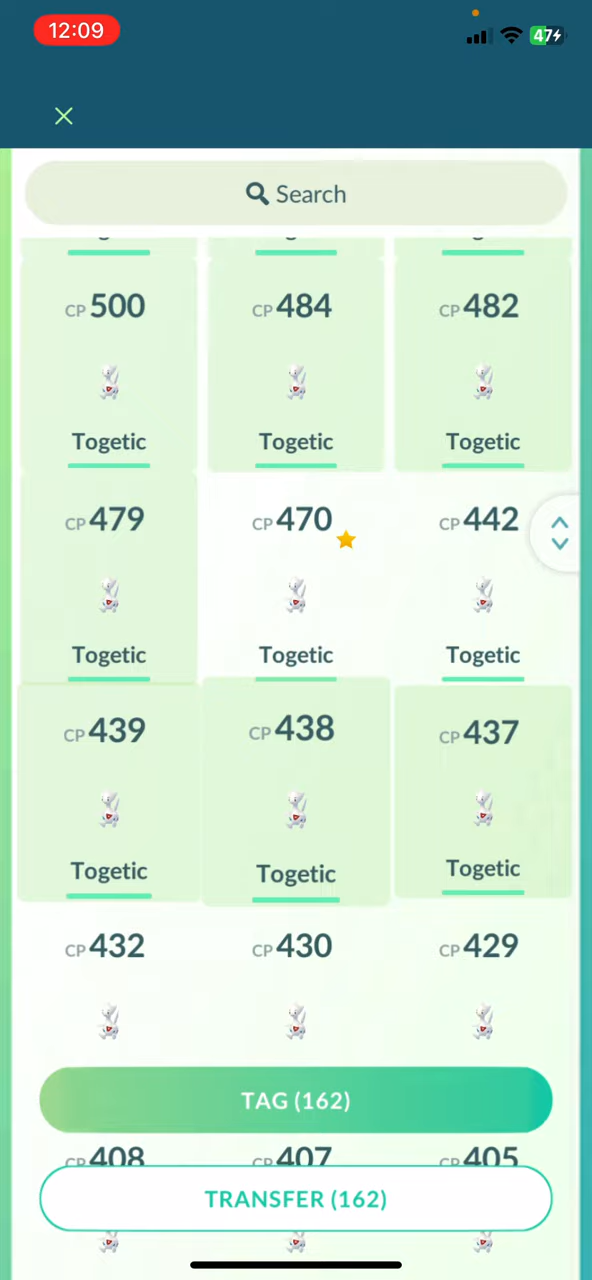 12:09
47
Search
CP 500 CP 484 CP 482
Togetic Togetic Togetic
CP 479 CP 470 CP 442
Togetic Togetic Togetic
CP 439 CP 438 CP 437
Togetic Togetic Togetic
CP 432 CP 430 CP 429
TAG (162)
CP 408 CP 407 CP 405
TRANSFER (162)